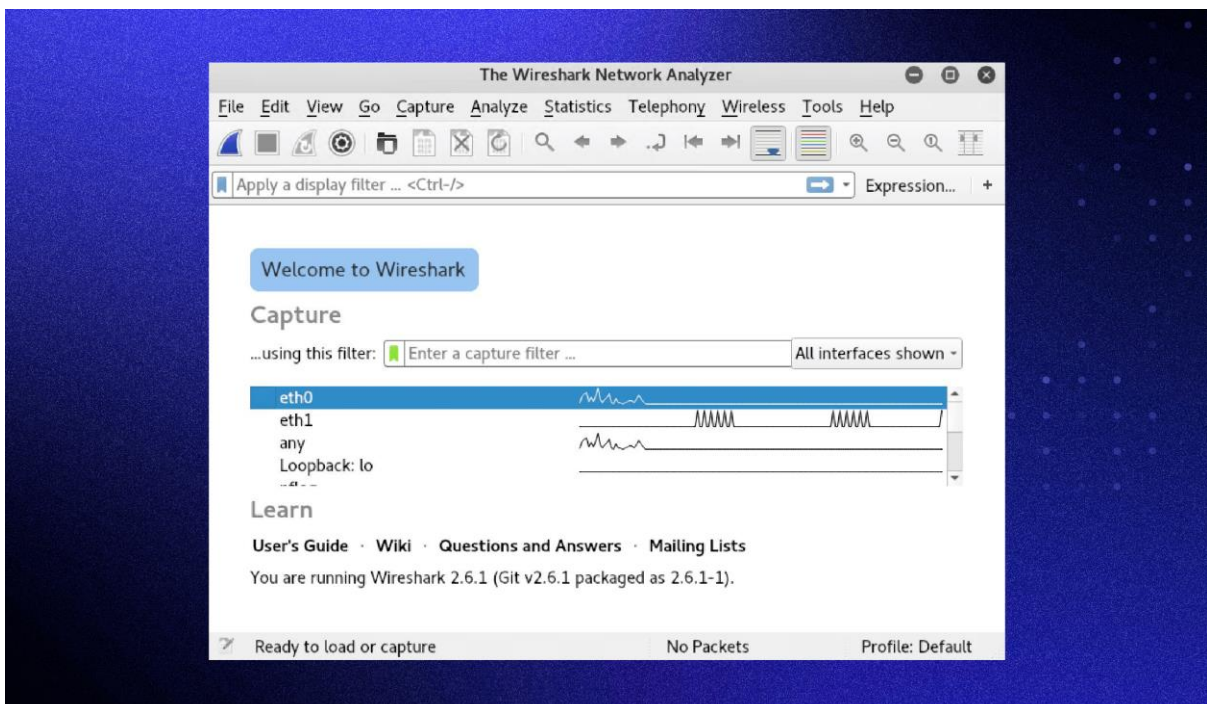 The Wireshark Network Analyzer
File Edit View Go Capture Analyze Statistics Telephony Wireless Tools Help
Apply a display filter ... <Ctrl-/> Expression... +
Welcome to Wireshark
Capture
...using this filter: Enter a capture filter ... All interfaces shown
eth0
eth1
any
Loopback: lo
Learn
User's Guide · Wiki · Questions and Answers · Mailing Lists
You are running Wireshark 2.6.1 (Git v2.6.1 packaged as 2.6.1-1).
Ready to load or capture No Packets Profile: Default